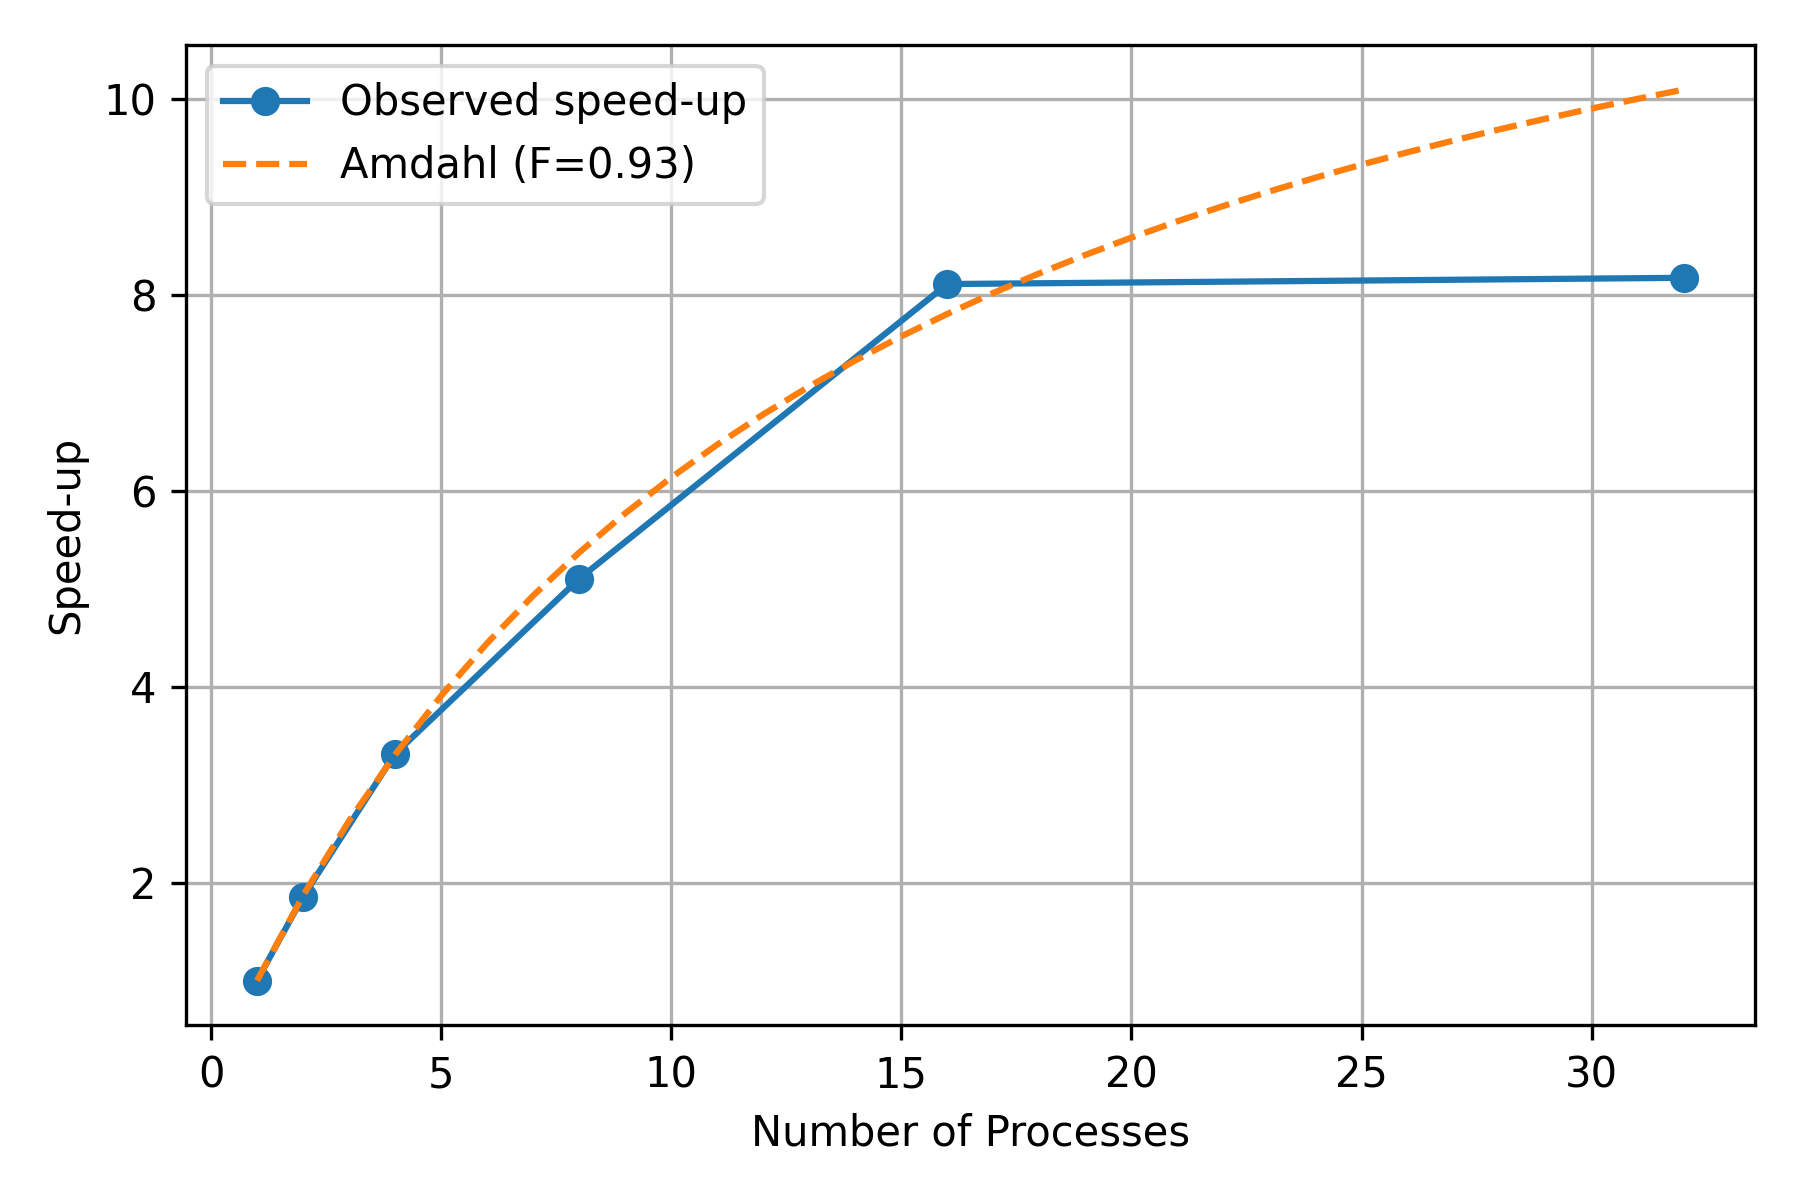 Observed speed-up
Amdahl (F=0.93)
10
8
6
4
2
Speed-up
0 5 10 15 20 25 30
Number of Processes